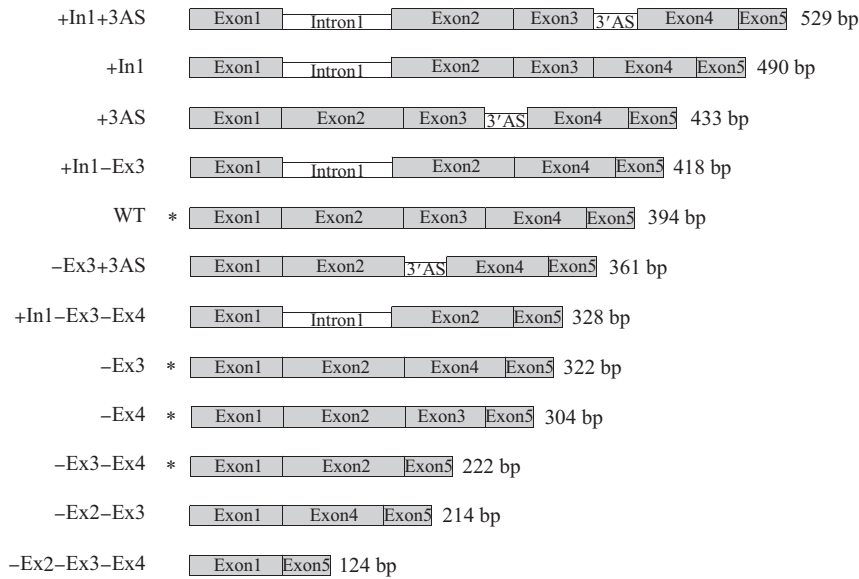 +In1+3AS Exon1 Intron1 Exon2 Exon3 3′AS Exon4 Exon5 529 bp
+In1 Exon1 Intron1 Exon2 Exon3 Exon4 Exon5 490 bp
+3AS Exon1 Exon2 Exon3 3′AS Exon4 Exon5 433 bp
+In1−Ex3 Exon1 Intron1 Exon2 Exon4 Exon5 418 bp
WT * Exon1 Exon2 Exon3 Exon4 Exon5 394 bp
−Ex3+3AS Exon1 Exon2 3′AS Exon4 Exon5 361 bp
+In1−Ex3−Ex4 Exon1 Intron1 Exon2 Exon5 328 bp
−Ex3 * Exon1 Exon2 Exon4 Exon5 322 bp
−Ex4 * Exon1 Exon2 Exon3 Exon5 304 bp
−Ex3−Ex4 * Exon1 Exon2 Exon5 222 bp
−Ex2−Ex3 Exon1 Exon4 Exon5 214 bp
−Ex2−Ex3−Ex4 Exon1 Exon5 124 bp